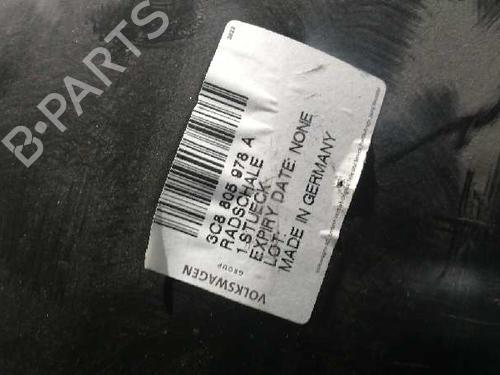 B-PARTS
3C8 805 978 A
RADSCHALE
1 STUECK
EXPIRY DATE: NONE
LOT:
MADE IN GERMANY
VOLKSWAGEN
GROUP